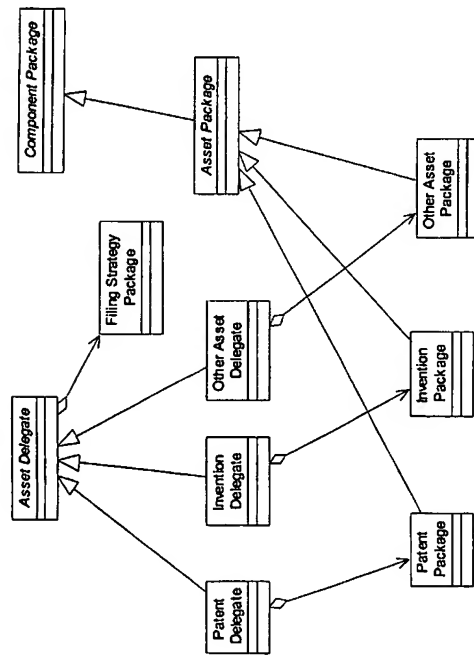 Component Package
Asset Package
Asset Delegate
Filing Strategy
Package
Other Asset
Delegate
Other Asset
Package
Invention
Delegate
Invention
Package
Patent
Delegate
Patent
Package